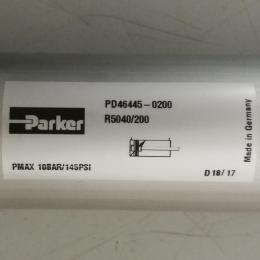 PD46445-0200
Parker R5040/200
PMAX 10BAR/145PSI
D 18/17
Made in Germany